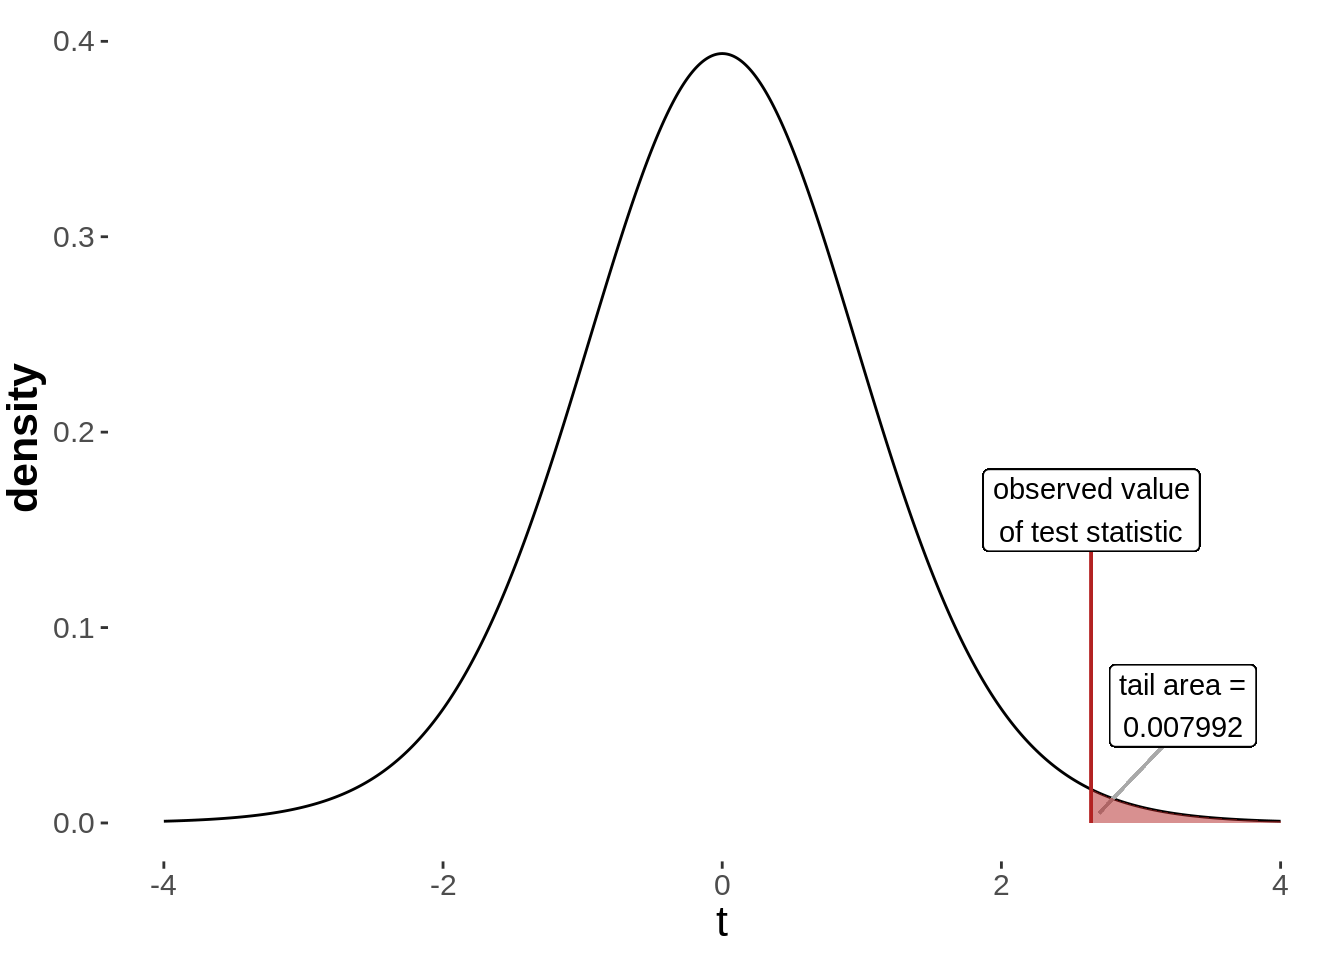 0.4
0.3
0.2
0.1
0.0
density
observed value
of test statistic
tail area =
0.007992
-4
-2
0
2
4
t